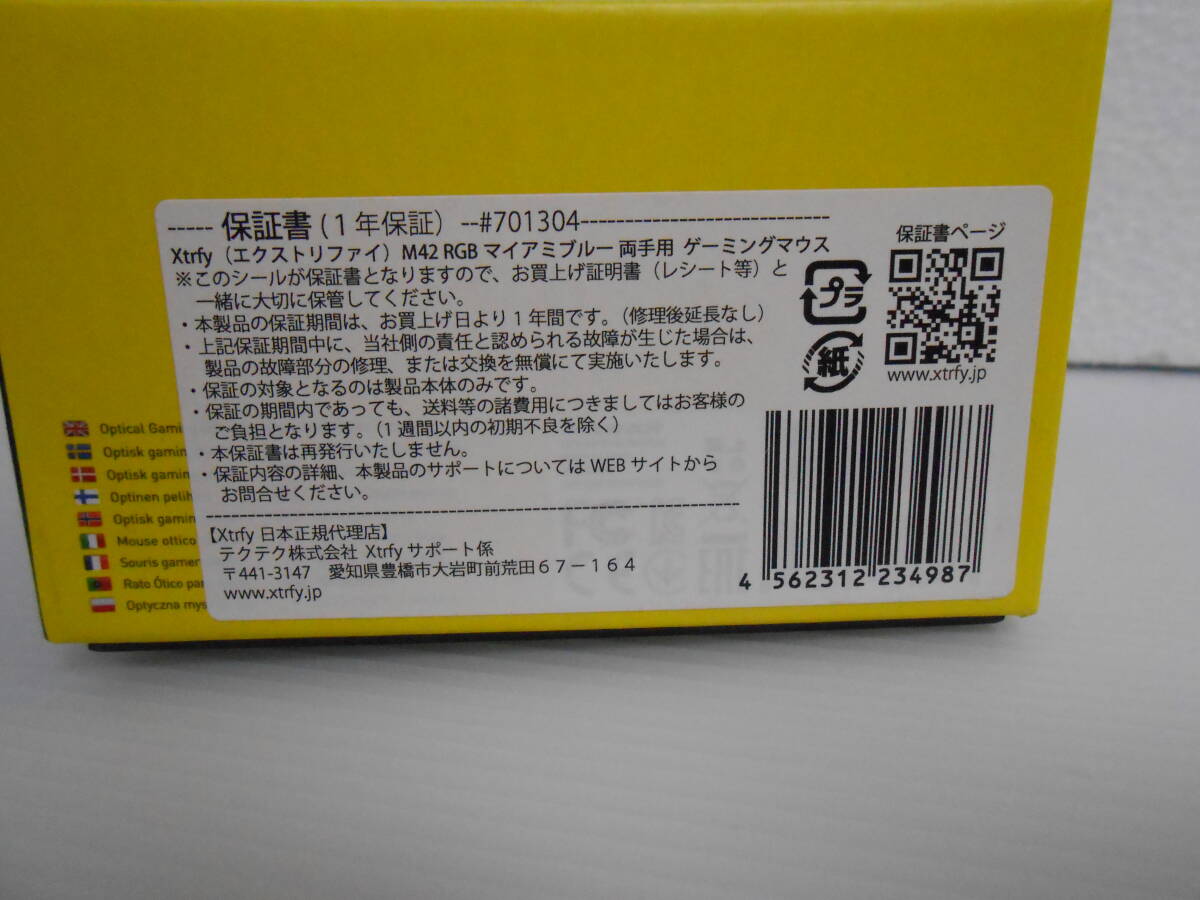 ----- 保証書(1年保証) --#701304----------------------------
Xtrfy(エクストリファイ)M42 RGB マイアミブルー 両手用 ゲーミングマウス
※このシールが保証書となりますので、お買上げ証明書(レシート等)と
一緒に大切に保管してください。
・本製品の保証期間は、お買上げ日より1年間です。(修理後延長なし)
・上記保証期間中に、当社側の責任と認められる故障が生じた場合は、
製品の故障部分の修理、または交換を無償にて実施いたします。
・保証の対象となるのは製品本体のみです。
・保証の期間内であっても、送料等の諸費用につきましてはお客様の
ご負担となります。(1週間以内の初期不良を除く)
・本保証書は再発行いたしません。
・保証内容の詳細、本製品のサポートについては WEB サイトから
お問合せください。
【Xtrfy 日本正規代理店】
テクテク株式会社 Xtrfy サポート係
〒441-3147 愛知県豊橋市大岩町前荒田67-164
www.xtrfy.jp
保証書ページ
プラ
紙
www.xtrfy.jp
4 562312 234987
Optical Gami
Optisk gamin
Optisk gamin
Optinen pelih
Optisk gamin
Mouse ottico
Souris gamer
Rato Ótico par
Optyczna mys